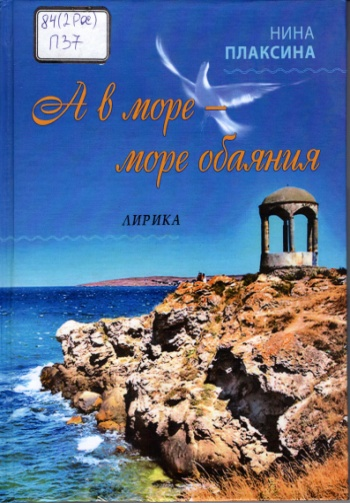 84(2Рос)
П37
НИНА
ПЛАКСИНА
А в море –
море обаяния
ЛИРИКА